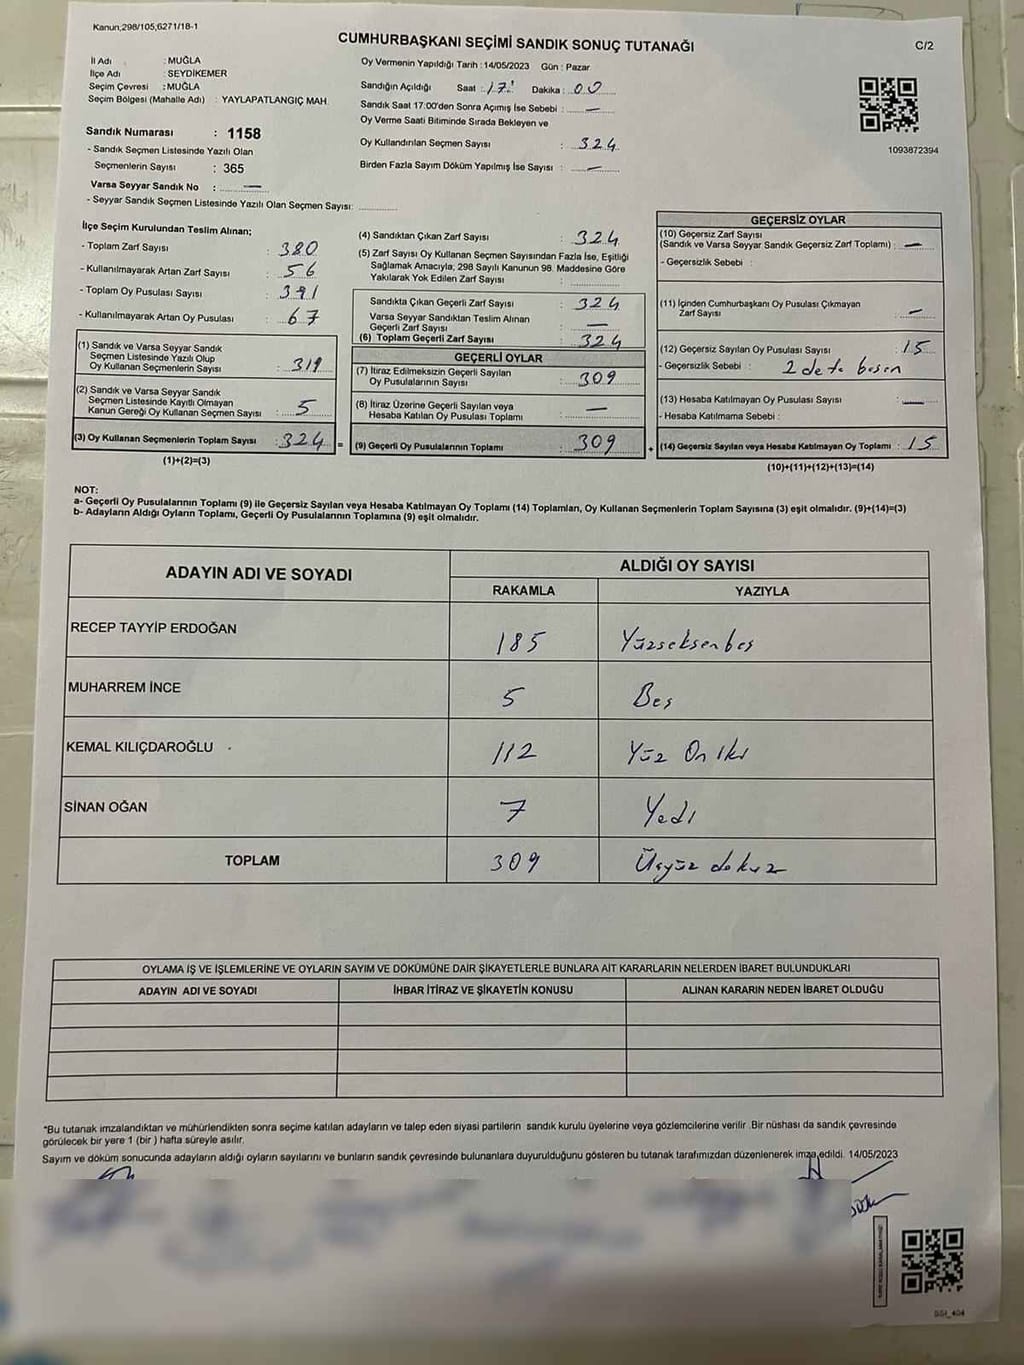 Kanun,298/105,6271/18-1
CUMHURBAŞKANI SEÇİMİ SANDIK SONUÇ TUTANAĞI
C/2
İl Adı : MUĞLA
İlçe Adı : SEYDİKEMER
Seçim Çevresi : MUĞLA
Seçim Bölgesi (Mahalle Adı) : YAYLAPATLANGIÇ MAH.
Sandık Numarası : 1158
- Sandık Seçmen Listesinde Yazılı Olan
Seçmenlerin Sayısı : 365
Varsa Seyyar Sandık No : —
- Seyyar Sandık Seçmen Listesinde Yazılı Olan Seçmen Sayısı:
Oy Vermenin Yapıldığı Tarih : 14/05/2023 Gün : Pazar
Sandığın Açıldığı Saat : 17 Dakika : 00
Sandık Saat 17:00'den Sonra Açımış İse Sebebi : —
Oy Verme Saati Bitiminde Sırada Bekleyen ve
Oy Kullandırılan Seçmen Sayısı : 324
Birden Fazla Sayım Döküm Yapılmış İse Sayısı : —
1093872394
İlçe Seçim Kurulundan Teslim Alınan;
- Toplam Zarf Sayısı : 380
- Kullanılmayarak Artan Zarf Sayısı : 56
- Toplam Oy Pusulası Sayısı : 391
- Kullanılmayarak Artan Oy Pusulası : 67
(1) Sandık ve Varsa Seyyar Sandık
Seçmen Listesinde Yazılı Olup
Oy Kullanan Seçmenlerin Sayısı : 319
(2) Sandık ve Varsa Seyyar Sandık
Seçmen Listesinde Kayıtlı Olmayan
Kanun Gereği Oy Kullanan Seçmen Sayısı : 5
(3) Oy Kullanan Seçmenlerin Toplam Sayısı : 324 =
(1)+(2)=(3)
(4) Sandıktan Çıkan Zarf Sayısı : 324
(5) Zarf Sayısı Oy Kullanan Seçmen Sayısından Fazla İse, Eşitliği
Sağlamak Amacıyla, 298 Sayılı Kanunun 98. Maddesine Göre
Yakılarak Yok Edilen Zarf Sayısı :
Sandıkta Çıkan Geçerli Zarf Sayısı : 324
Varsa Seyyar Sandıktan Teslim Alınan
Geçerli Zarf Sayısı : —
(6) Toplam Geçerli Zarf Sayısı : 324
GEÇERLİ OYLAR
(7) İtiraz Edilmeksizin Geçerli Sayılan
Oy Pusulalarının Sayısı : 309
(8) İtiraz Üzerine Geçerli Sayılan veya
Hesaba Katılan Oy Pusulası Toplamı : —
(9) Geçerli Oy Pusulalarının Toplamı : 309 +
GEÇERSİZ OYLAR
(10) Geçersiz Zarf Sayısı
(Sandık ve Varsa Seyyar Sandık Geçersiz Zarf Toplamı) : —
- Geçersizlik Sebebi :
(11) İçinden Cumhurbaşkanı Oy Pusulası Çıkmayan
Zarf Sayısı : —
(12) Geçersiz Sayılan Oy Pusulası Sayısı : 15
- Geçersizlik Sebebi : 2 defa basın
(13) Hesaba Katılmayan Oy Pusulası Sayısı : —
- Hesaba Katılmama Sebebi :
(14) Geçersiz Sayılan veya Hesaba Katılmayan Oy Toplamı : 15
(10)+(11)+(12)+(13)=(14)
NOT:
a- Geçerli Oy Pusulalarının Toplamı (9) ile Geçersiz Sayılan veya Hesaba Katılmayan Oy Toplamı (14) Toplamları, Oy Kullanan Seçmenlerin Toplam Sayısına (3) eşit olmalıdır. (9)+(14)=(3)
b- Adayların Aldığı Oyların Toplamı, Geçerli Oy Pusulalarının Toplamına (9) eşit olmalıdır.
ADAYIN ADI VE SOYADI
ALDIĞI OY SAYISI
RAKAMLA YAZIYLA
RECEP TAYYİP ERDOĞAN 185 Yüzseksenbeş
MUHARREM İNCE 5 Beş
KEMAL KILIÇDAROĞLU 112 Yüz On iki
SİNAN OĞAN 7 Yedi
TOPLAM 309 Üçyüz dokuz
OYLAMA İŞ VE İŞLEMLERİNE VE OYLARIN SAYIM VE DÖKÜMÜNE DAİR ŞİKAYETLERLE BUNLARA AİT KARARLARIN NELERDEN İBARET BULUNDUKLARI
ADAYIN ADI VE SOYADI İHBAR İTİRAZ VE ŞİKAYETİN KONUSU ALINAN KARARIN NEDEN İBARET OLDUĞU
*Bu tutanak imzalandıktan ve mühürlendikten sonra seçime katılan adayların ve talep eden siyasi partilerin sandık kurulu üyelerine veya gözlemcilerine verilir .Bir nüshası da sandık çevresinde
görülecek bir yere 1 (bir ) hafta süreyle asılır.
Sayım ve döküm sonucunda adayların aldığı oyların sayılarını ve bunların sandık çevresinde bulunanlara duyurulduğunu gösteren bu tutanak tarafımızdan düzenlenerek imza edildi. 14/05/2023